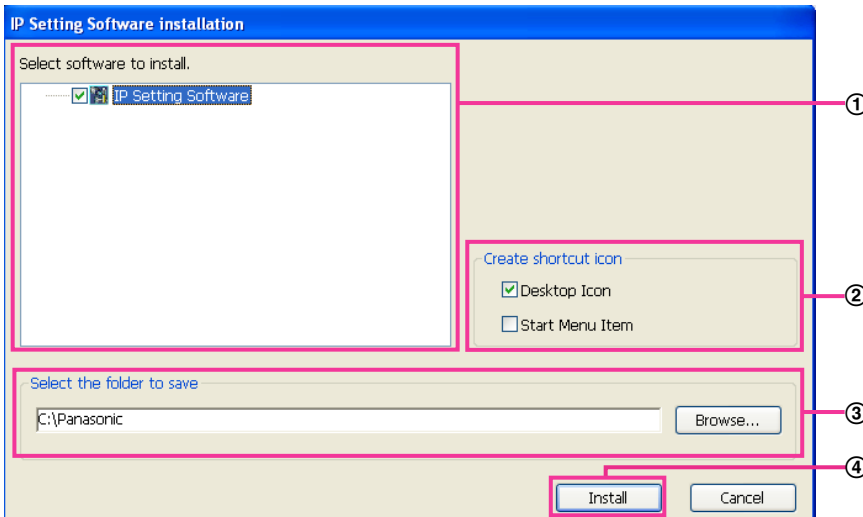 IP Setting Software installation
Select software to install.
IP Setting Software
①
Create shortcut icon
Desktop Icon
Start Menu Item
②
Select the folder to save
C:\Panasonic
Browse...
③
④
Install
Cancel